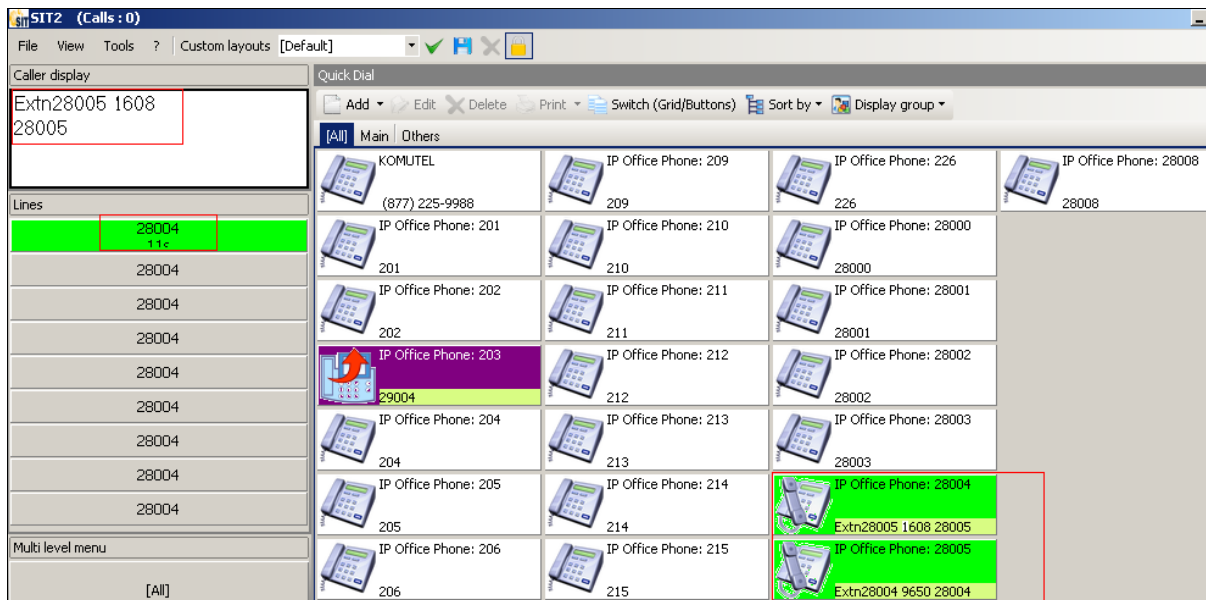 SIT2 (Calls : 0)
File View Tools ? Custom layouts [Default]
Caller display
Extn28005 1608
28005
Lines
28004
11s
28004
28004
28004
28004
28004
28004
28004
28004
Multi level menu
[All]
Quick Dial
Add Edit Delete Print Switch (Grid/Buttons) Sort by Display group
[All] Main Others
KOMUTEL
(877) 225-9988
IP Office Phone: 209
209
IP Office Phone: 226
226
IP Office Phone: 28008
28008
IP Office Phone: 201
201
IP Office Phone: 210
210
IP Office Phone: 28000
28000
IP Office Phone: 202
202
IP Office Phone: 211
211
IP Office Phone: 28001
28001
IP Office Phone: 203
29004
IP Office Phone: 212
212
IP Office Phone: 28002
28002
IP Office Phone: 204
204
IP Office Phone: 213
213
IP Office Phone: 28003
28003
IP Office Phone: 205
205
IP Office Phone: 214
214
IP Office Phone: 28004
Extn28005 1608 28005
IP Office Phone: 206
206
IP Office Phone: 215
215
IP Office Phone: 28005
Extn28004 9650 28004